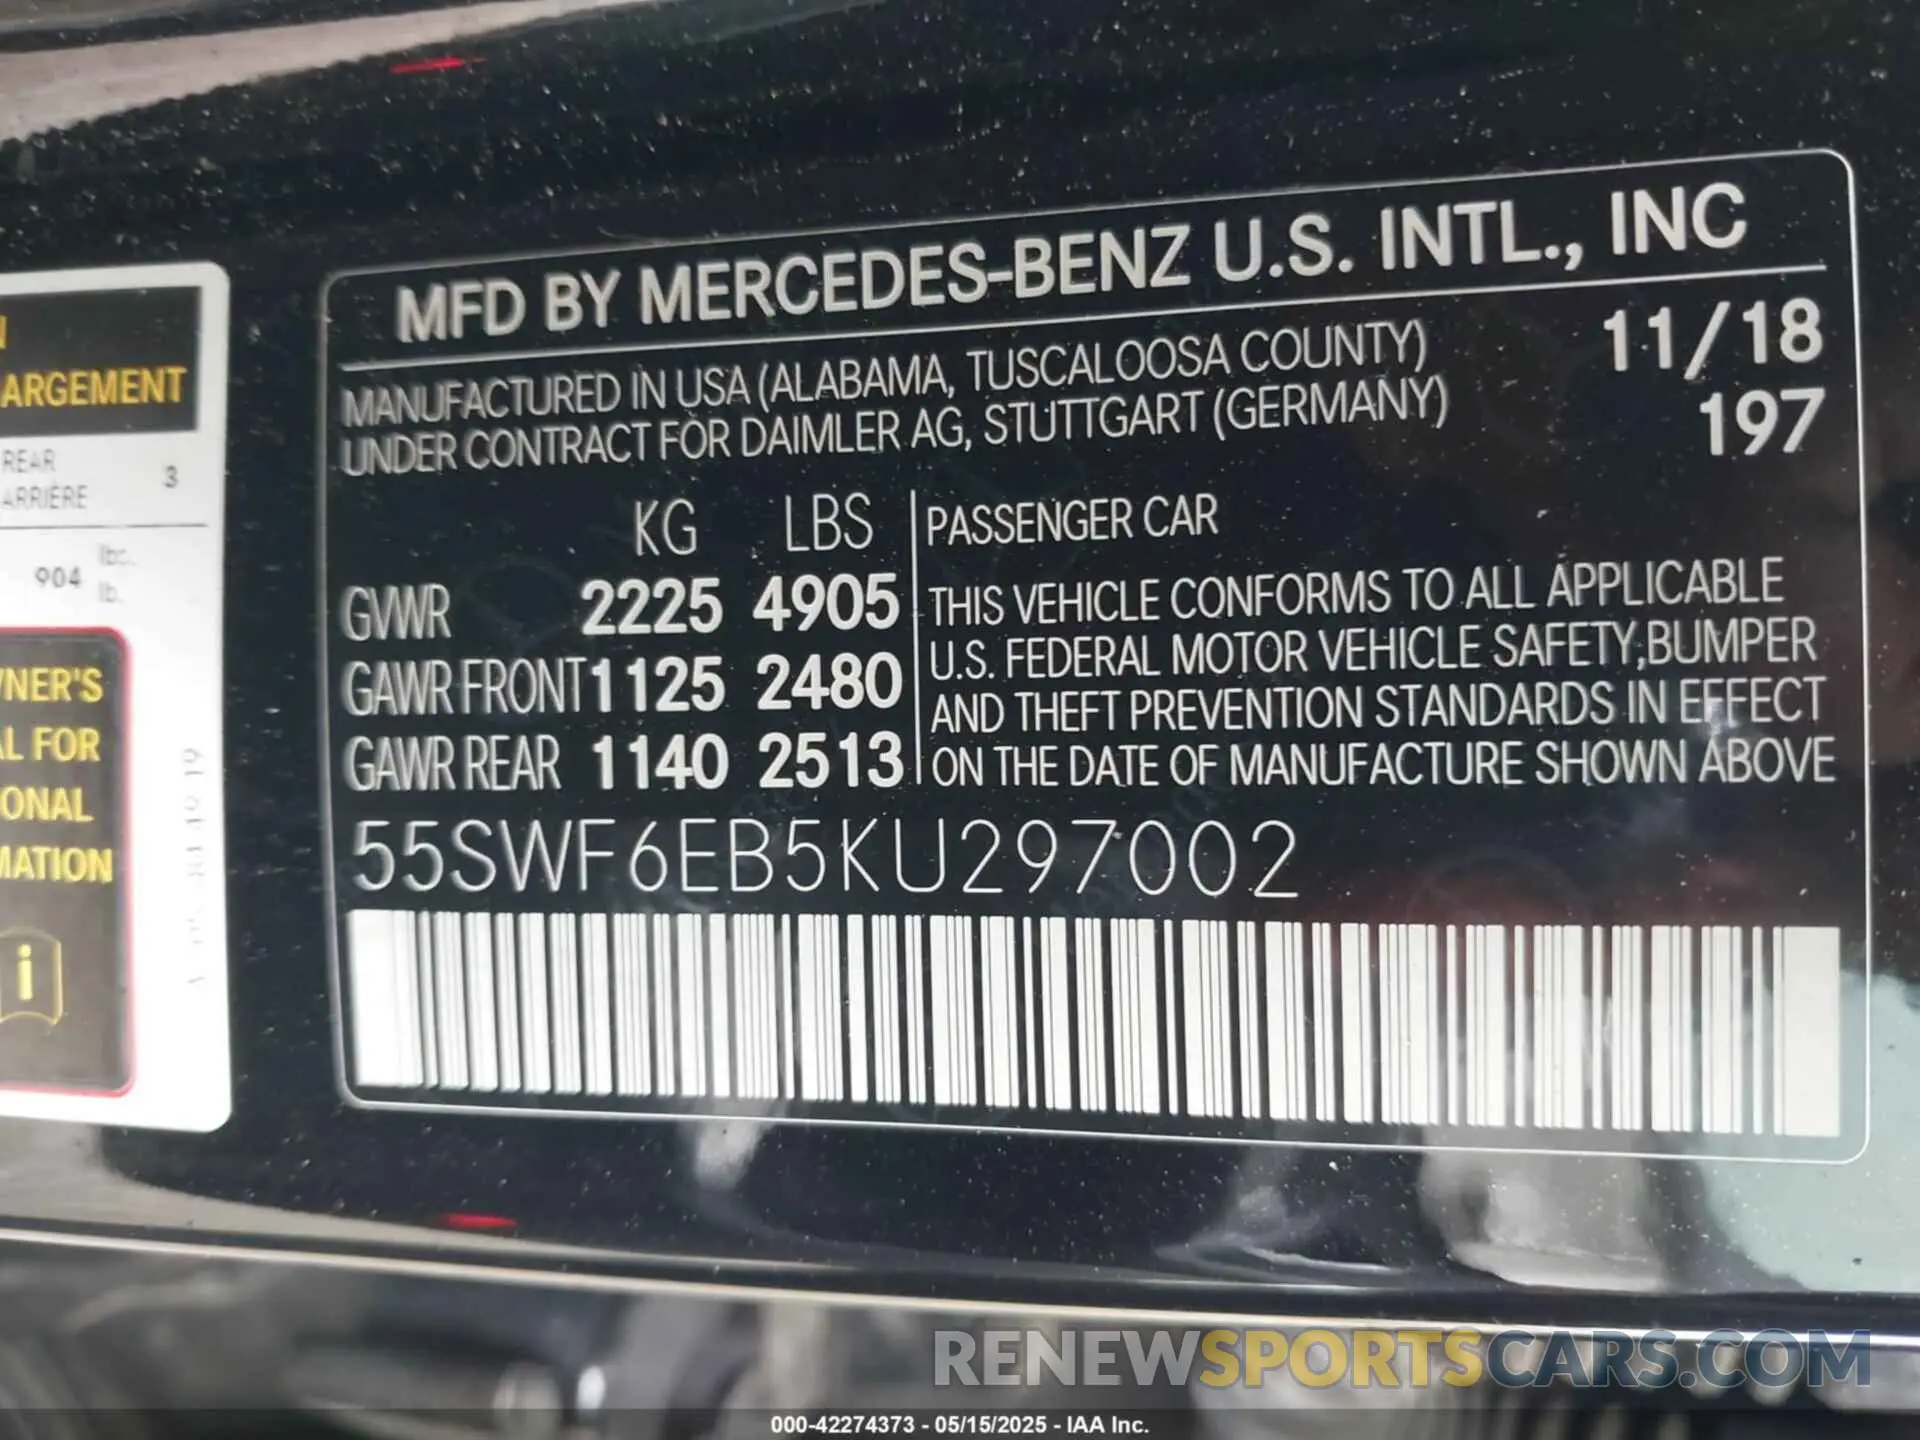 N
ARGEMENT
REAR 3
ARRIÈRE
904 lbc.
lb.
NER'S
L FOR
ONAL
MATION
i
MFD BY MERCEDES-BENZ U.S. INTL., INC
MANUFACTURED IN USA (ALABAMA, TUSCALOOSA COUNTY) 11/18
UNDER CONTRACT FOR DAIMLER AG, STUTTGART (GERMANY) 197
KG LBS PASSENGER CAR
GVWR 2225 4905 THIS VEHICLE CONFORMS TO ALL APPLICABLE
GAWR FRONT 1125 2480 U.S. FEDERAL MOTOR VEHICLE SAFETY,BUMPER
AND THEFT PREVENTION STANDARDS IN EFFECT
GAWR REAR 1140 2513 ON THE DATE OF MANUFACTURE SHOWN ABOVE
55SWF6EB5KU297002
RENEWSPORTSCARS.COM
000-42274373 - 05/15/2025 - IAA Inc.